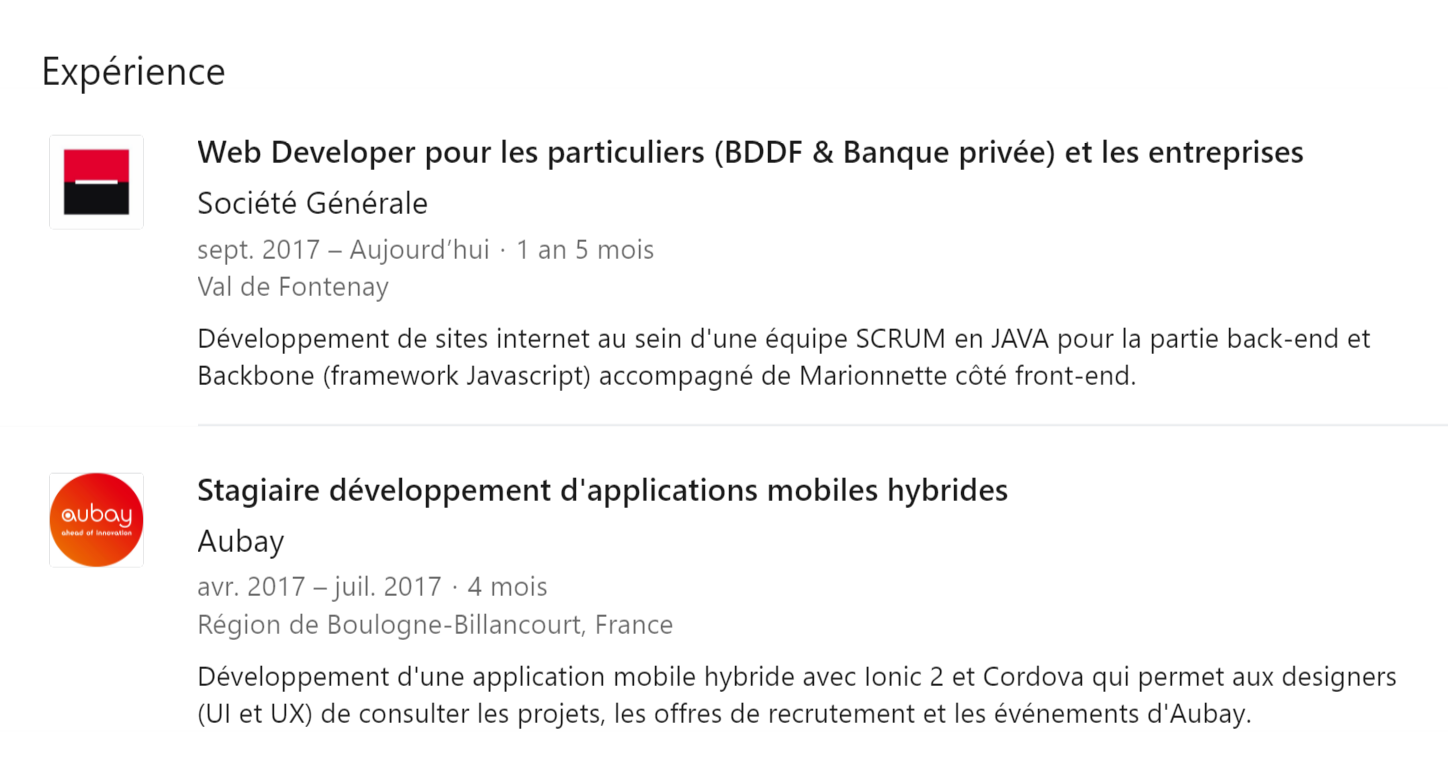 Expérience
Web Developer pour les particuliers (BDDF & Banque privée) et les entreprises
Société Générale
sept. 2017 – Aujourd’hui · 1 an 5 mois
Val de Fontenay
Développement de sites internet au sein d'une équipe SCRUM en JAVA pour la partie back-end et
Backbone (framework Javascript) accompagné de Marionnette côté front-end.
Stagiaire développement d'applications mobiles hybrides
aubay
ahead of innovation
Aubay
avr. 2017 – juil. 2017 · 4 mois
Région de Boulogne-Billancourt, France
Développement d'une application mobile hybride avec Ionic 2 et Cordova qui permet aux designers
(UI et UX) de consulter les projets, les offres de recrutement et les événements d'Aubay.